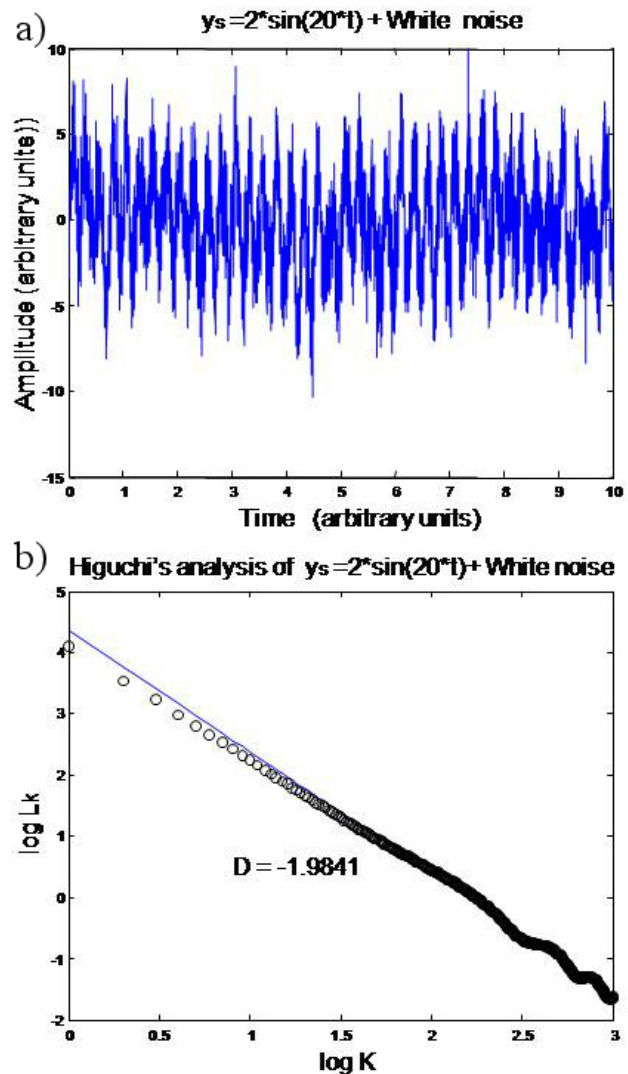 a)
ys=2*sin(20*t) + White noise
10
5
0
-5
-10
-15
Amplitude (arbitrary units))
0 1 2 3 4 5 6 7 8 9 10
Time (arbitrary units)
b)
Higuchi's analysis of ys=2*sin(20*t)+ White noise
5
4
3
2
1
0
-1
-2
log Lk
D = -1.9841
0 0.5 1 1.5 2 2.5 3
log K